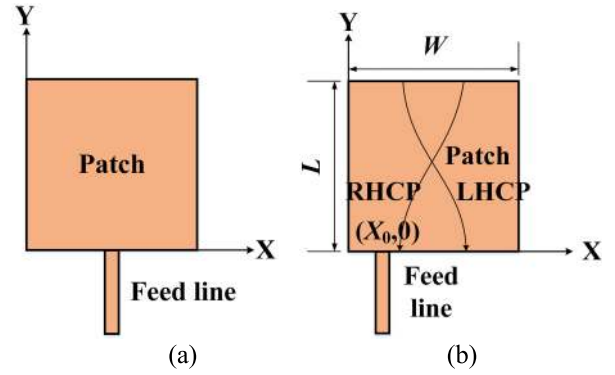 Y
Patch
X
Feed line
(a)
Y
W
L
Patch
RHCP LHCP
(X₀,0)
X
Feed
line
(b)